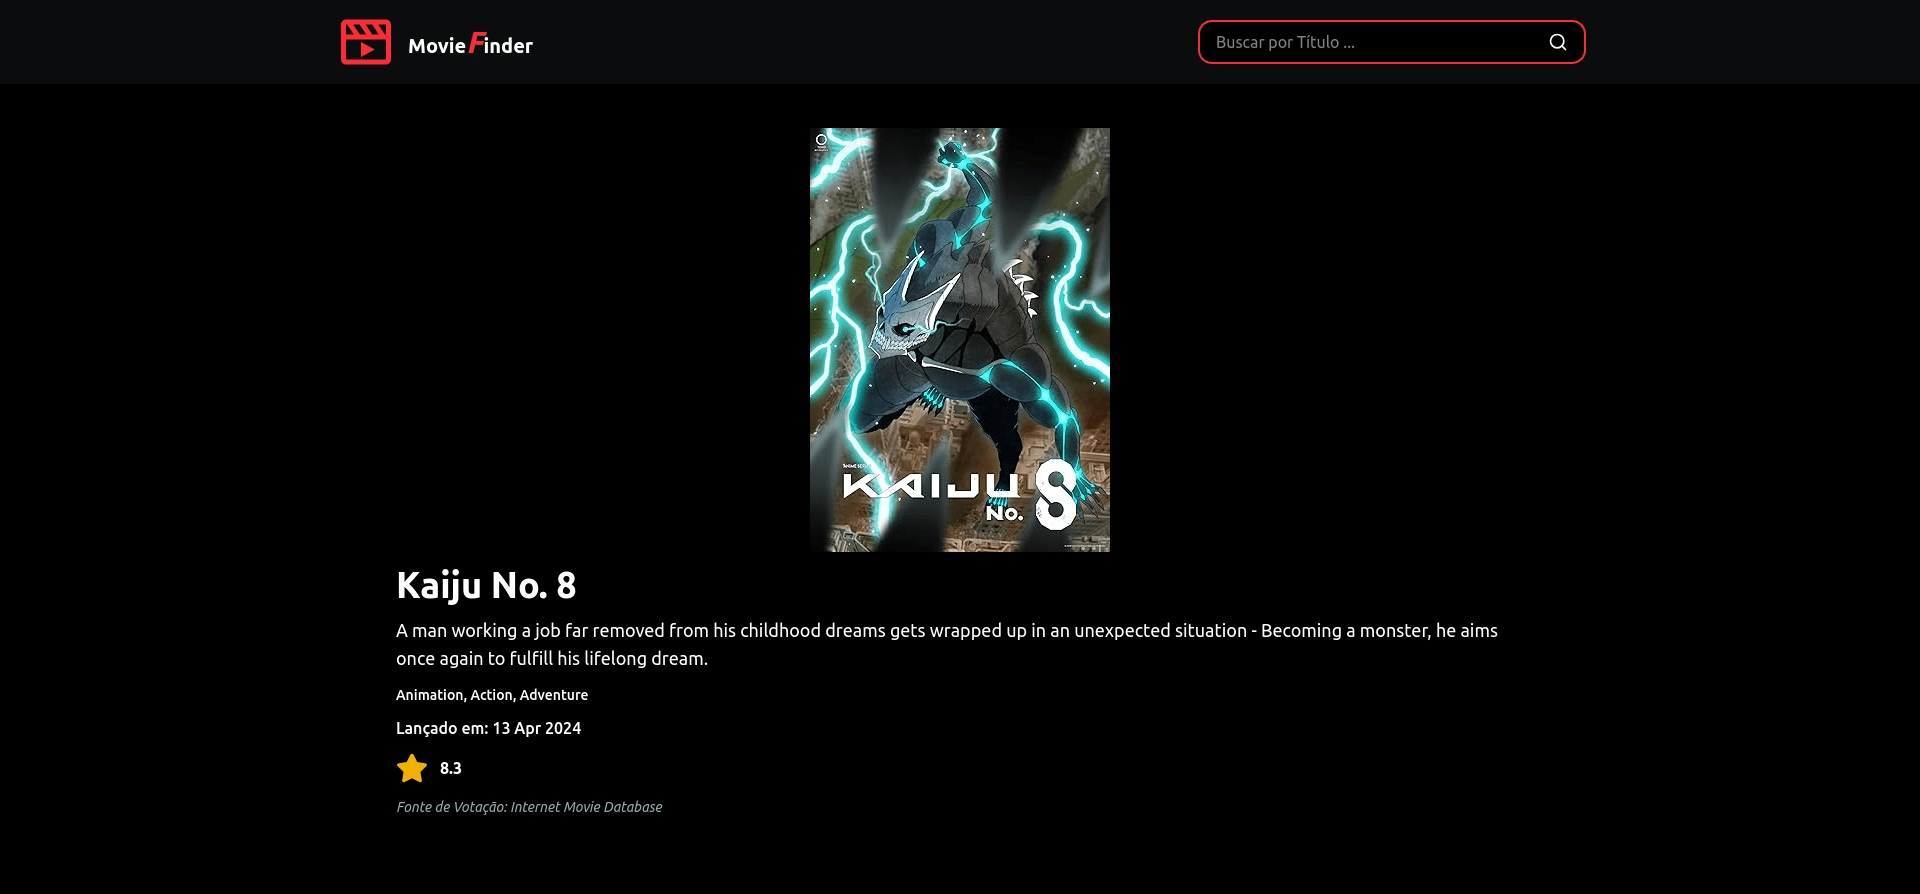 MovieFinder
Buscar por Título ...
ANIME SERIES
KAIJU
No. 8
Kaiju No. 8
A man working a job far removed from his childhood dreams gets wrapped up in an unexpected situation - Becoming a monster, he aims
once again to fulfill his lifelong dream.
Animation, Action, Adventure
Lançado em: 13 Apr 2024
8.3
Fonte de Votação: Internet Movie Database